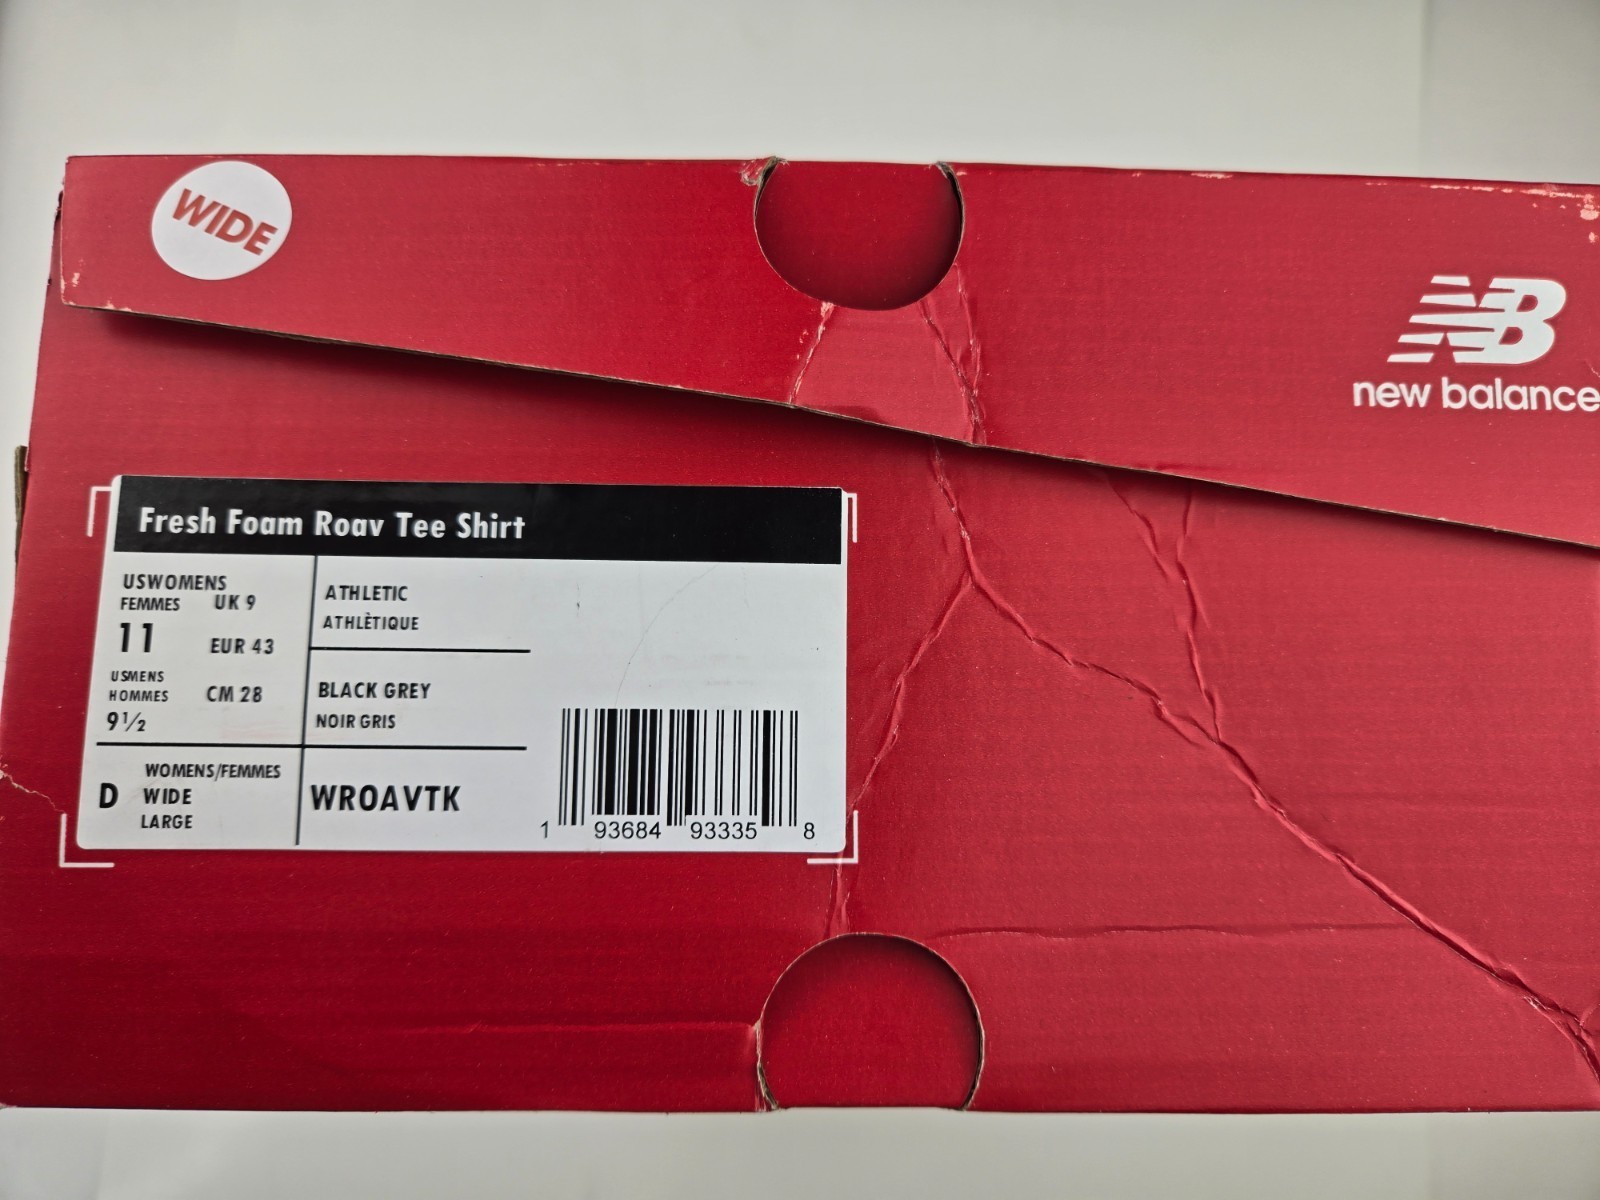 WIDE
NB
new balance
Fresh Foam Roav Tee Shirt
USWOMENS
FEMMES
11
UK 9
EUR 43
USMENS
HOMMES
9½
CM 28
ATHLETIC
ATHLÈTIQUE
BLACK GREY
NOIR GRIS
D
WOMENS/FEMMES
WIDE
LARGE
WROAVTK
1 93684 93335 8